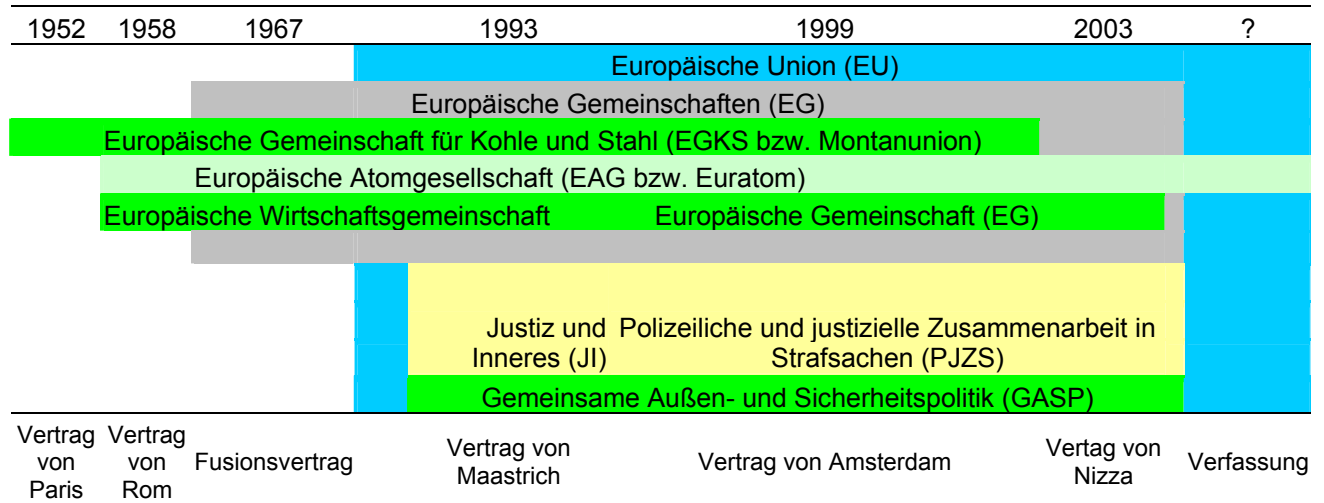 1952 1958 1967 1993 1999 2003 ?
Europäische Union (EU)
Europäische Gemeinschaften (EG)
Europäische Gemeinschaft für Kohle und Stahl (EGKS bzw. Montanunion)
Europäische Atomgesellschaft (EAG bzw. Euratom)
Europäische Wirtschaftsgemeinschaft Europäische Gemeinschaft (EG)
Justiz und
Inneres (JI)
Polizeiliche und justizielle Zusammenarbeit in
Strafsachen (PJZS)
Gemeinsame Außen- und Sicherheitspolitik (GASP)
Vertrag
von
Paris
Vertrag
von
Rom
Fusionsvertrag
Vertrag von
Maastrich
Vertrag von Amsterdam
Vertag von
Nizza
Verfassung